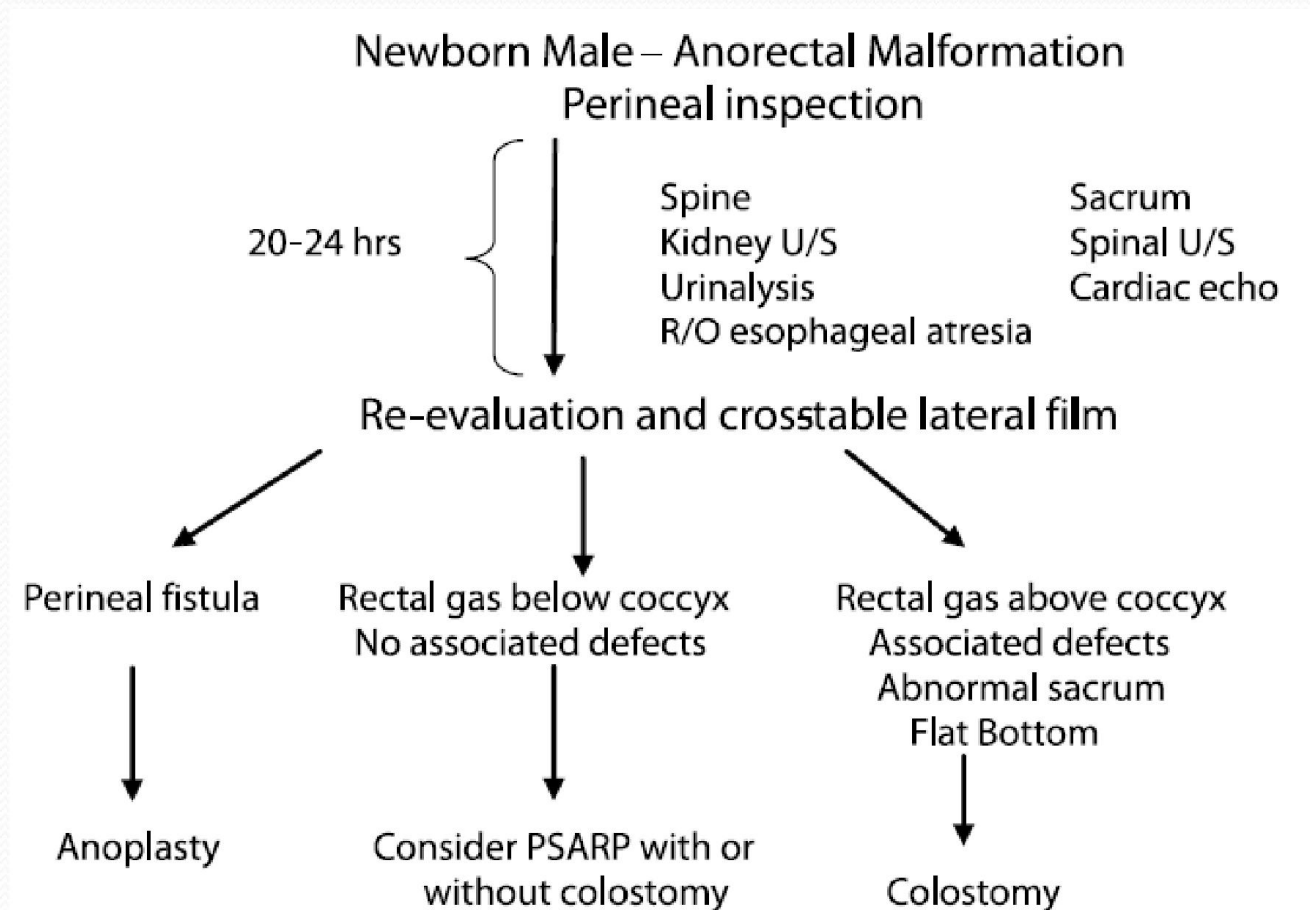 Newborn Male – Anorectal Malformation
Perineal inspection
20-24 hrs
Spine
Kidney U/S
Urinalysis
R/O esophageal atresia
Sacrum
Spinal U/S
Cardiac echo
Re-evaluation and crosstable lateral film
Perineal fistula
Rectal gas below coccyx
No associated defects
Rectal gas above coccyx
Associated defects
Abnormal sacrum
Flat Bottom
Anoplasty
Consider PSARP with or
without colostomy
Colostomy